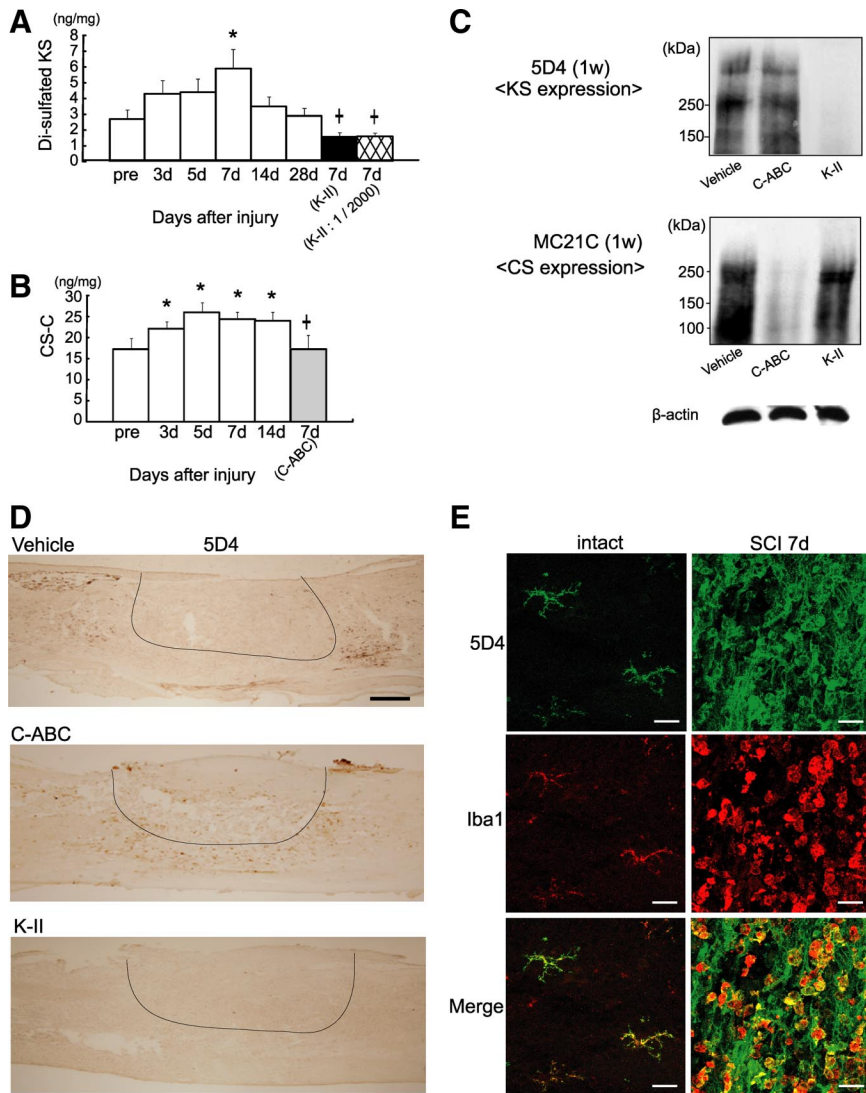 A
(ng/mg)
Di-sulfated KS
8
7
6
5
4
3
2
1
0
*
ǂ
ǂ
pre 3d 5d 7d 14d 28d 7d 7d
(K-II)
(K-II : 1 / 2000)
Days after injury
B
(ng/mg)
CS-C
30
25
20
15
10
5
0
*
*
*
*
ǂ
pre 3d 5d 7d 14d 7d
(C-ABC)
Days after injury
C
5D4 (1w)
<KS expression>
(kDa)
250
150
Vehicle C-ABC K-II
MC21C (1w)
<CS expression>
(kDa)
250
150
100
Vehicle C-ABC K-II
β-actin
D
Vehicle 5D4
C-ABC
K-II
E
intact SCI 7d
5D4
Iba1
Merge